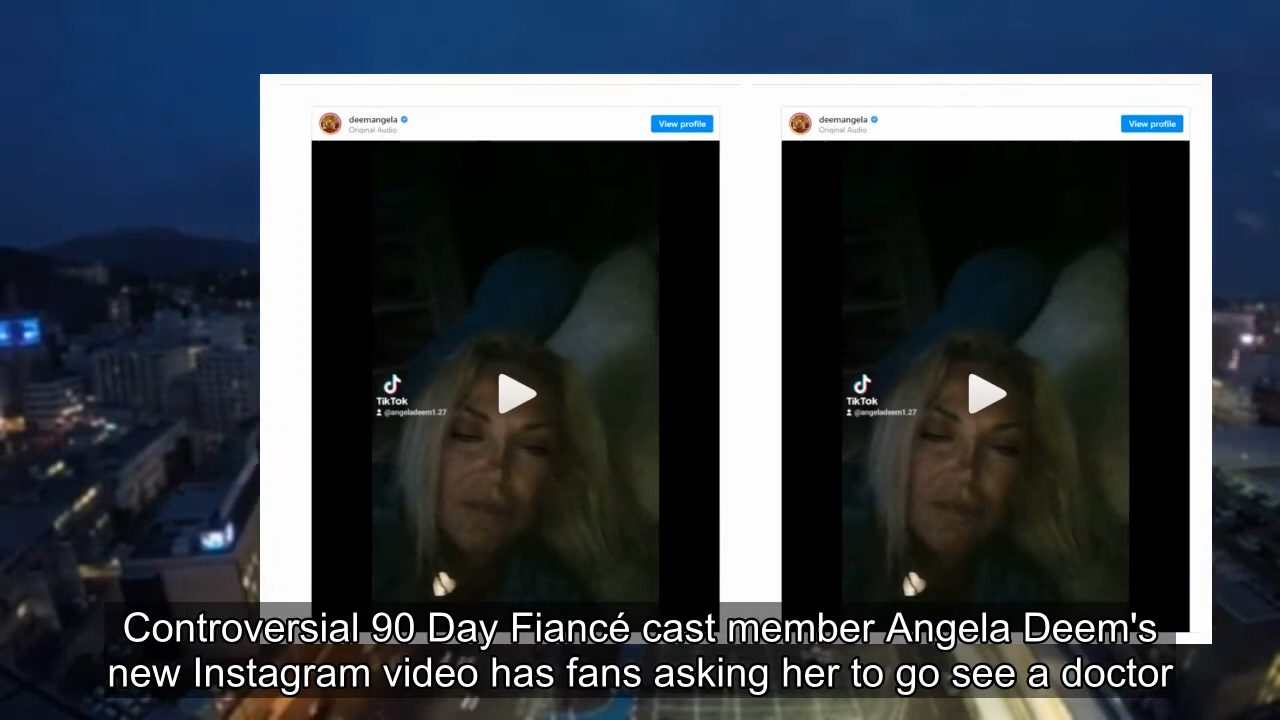 deemangela
Original Audio
View profile
TikTok
@angeladeem1.27
deemangela
Original Audio
View profile
TikTok
@angeladeem1.27
Controversial 90 Day Fiancé cast member Angela Deem's
new Instagram video has fans asking her to go see a doctor